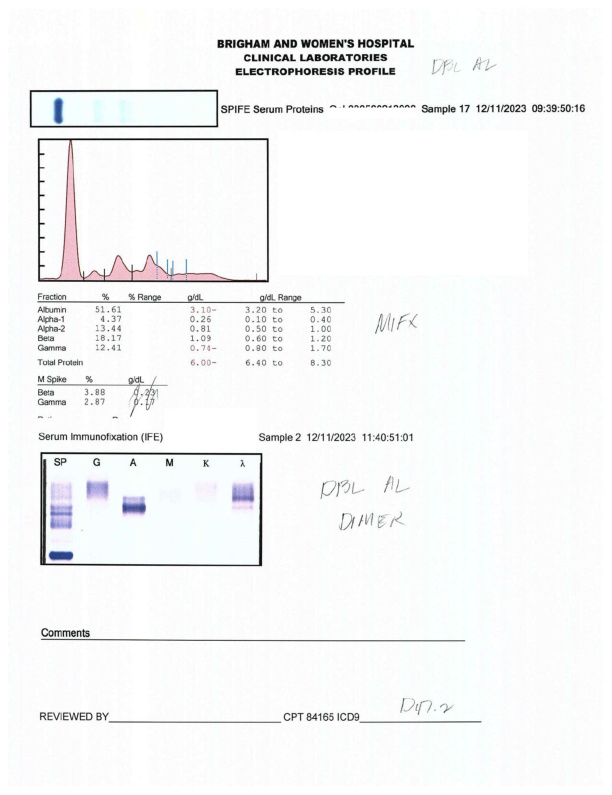 BRIGHAM AND WOMEN'S HOSPITAL
CLINICAL LABORATORIES
ELECTROPHORESIS PROFILE
DBL AL
SPIFE Serum Proteins Sample 17 12/11/2023 09:39:50:16
Fraction % % Range g/dL g/dL Range
Albumin 51.61 3.10- 3.20 to 5.30
Alpha-1 4.37 0.26 0.10 to 0.40
Alpha-2 13.44 0.81 0.50 to 1.00
Beta 18.17 1.09 0.60 to 1.20
Gamma 12.41 0.74- 0.80 to 1.70
Total Protein 6.00- 6.40 to 8.30
MIFX
M Spike % g/dL
Beta 3.88 0.23
Gamma 2.87 0.17
Serum Immunofixation (IFE) Sample 2 12/11/2023 11:40:51:01
SP G A M K λ
DBL AL
DIMER
Comments
REVIEWED BY CPT 84165 ICD9 D47.2